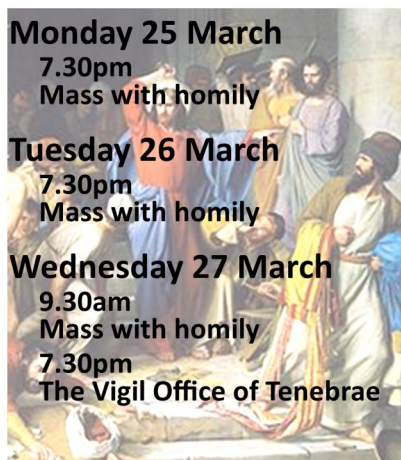 Monday 25 March
7.30pm
Mass with homily
Tuesday 26 March
7.30pm
Mass with homily
Wednesday 27 March
9.30am
Mass with homily
7.30pm
The Vigil Office of Tenebrae